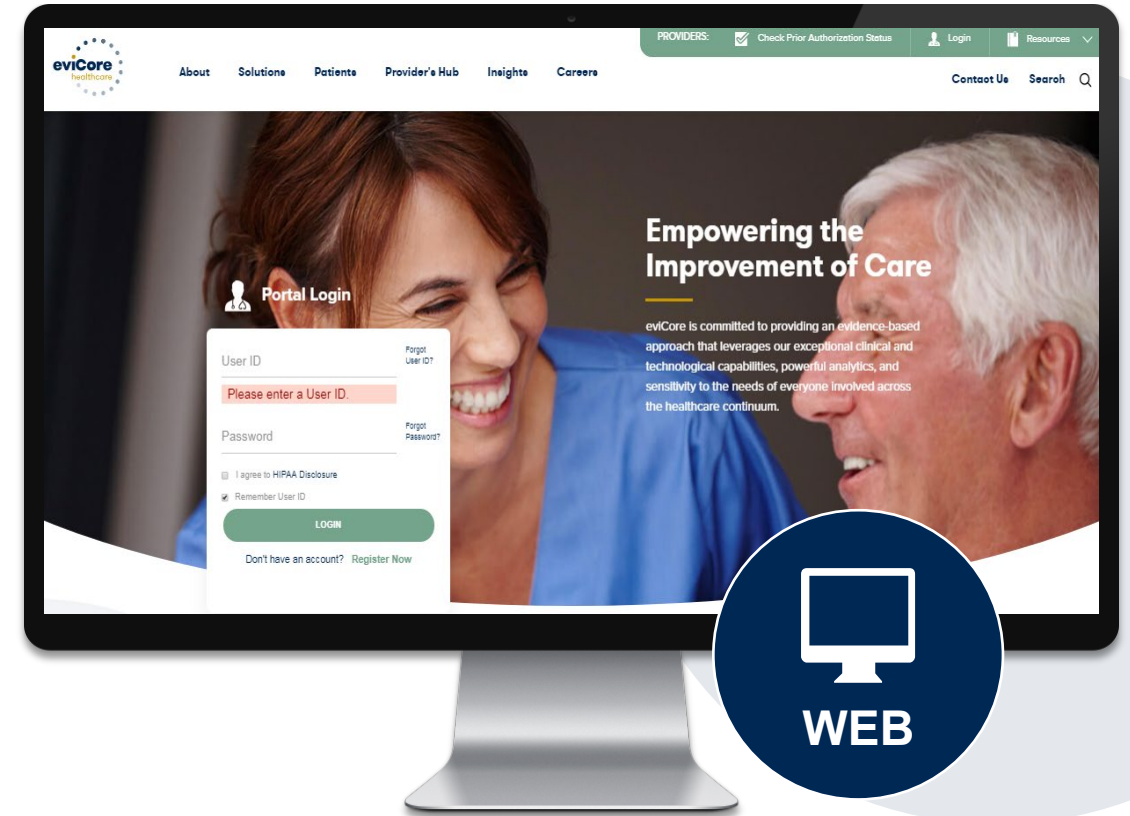 PROVIDERS: Check Prior Authorization Status Login Resources
eviCore
healthcare
About Solutions Patients Provider's Hub Insights Careers
Contact Us Search
Empowering the
Improvement of Care
eviCore is committed to providing an evidence-based
approach that leverages our exceptional clinical and
technological capabilities, powerful analytics, and
sensitivity to the needs of everyone involved across
the healthcare continuum.
Portal Login
User ID
Forgot
User ID?
Please enter a User ID.
Password
Forgot
Password?
I agree to HIPAA Disclosure
Remember User ID
LOGIN
Don't have an account? Register Now
WEB